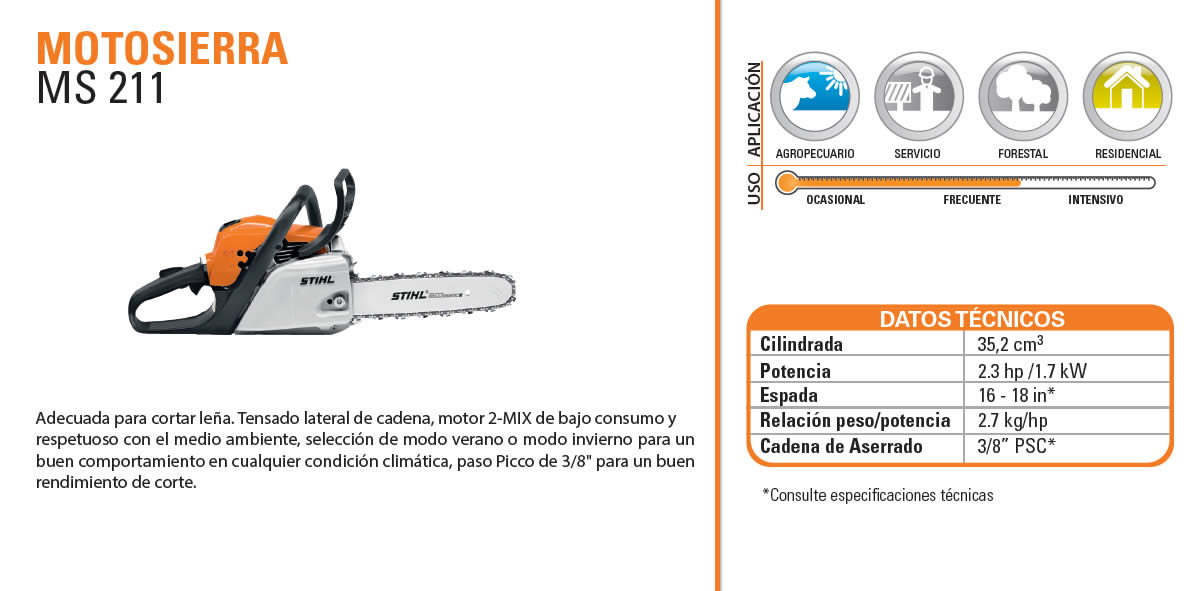 MOTOSIERRA
MS 211
STIHL
STIHL®
Adecuada para cortar leña. Tensado lateral de cadena, motor 2-MIX de bajo consumo y
respetuoso con el medio ambiente, selección de modo verano o modo invierno para un
buen comportamiento en cualquier condición climática, paso Picco de 3/8" para un buen
rendimiento de corte.
APLICACIÓN
AGROPECUARIO SERVICIO FORESTAL RESIDENCIAL
USO
OCASIONAL FRECUENTE INTENSIVO
DATOS TÉCNICOS
Cilindrada 35,2 cm³
Potencia 2.3 hp /1.7 kW
Espada 16 - 18 in*
Relación peso/potencia 2.7 kg/hp
Cadena de Aserrado 3/8” PSC*
*Consulte especificaciones técnicas